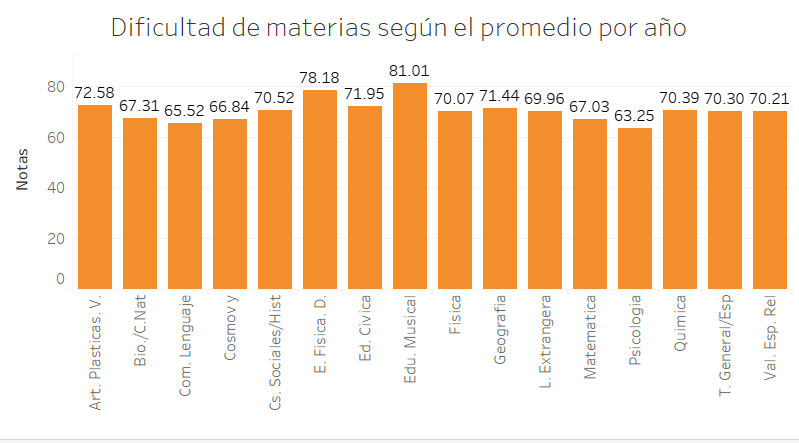 Dificultad de materias según el promedio por año
Notas
80
60
40
20
0
72.58
67.31
65.52
66.84
70.52
78.18
71.95
81.01
70.07
71.44
69.96
67.03
63.25
70.39
70.30
70.21
Art. Plasticas. V.
Bio./C.Nat
Com. Lenguaje
Cosmov y
Cs. Sociales/Hist
E. Fisica. D.
Ed. Civica
Edu. Musical
Fisica
Geografia
L. Extrangera
Matematica
Psicologia
Quimica
T. General/Esp
Val. Esp. Rel